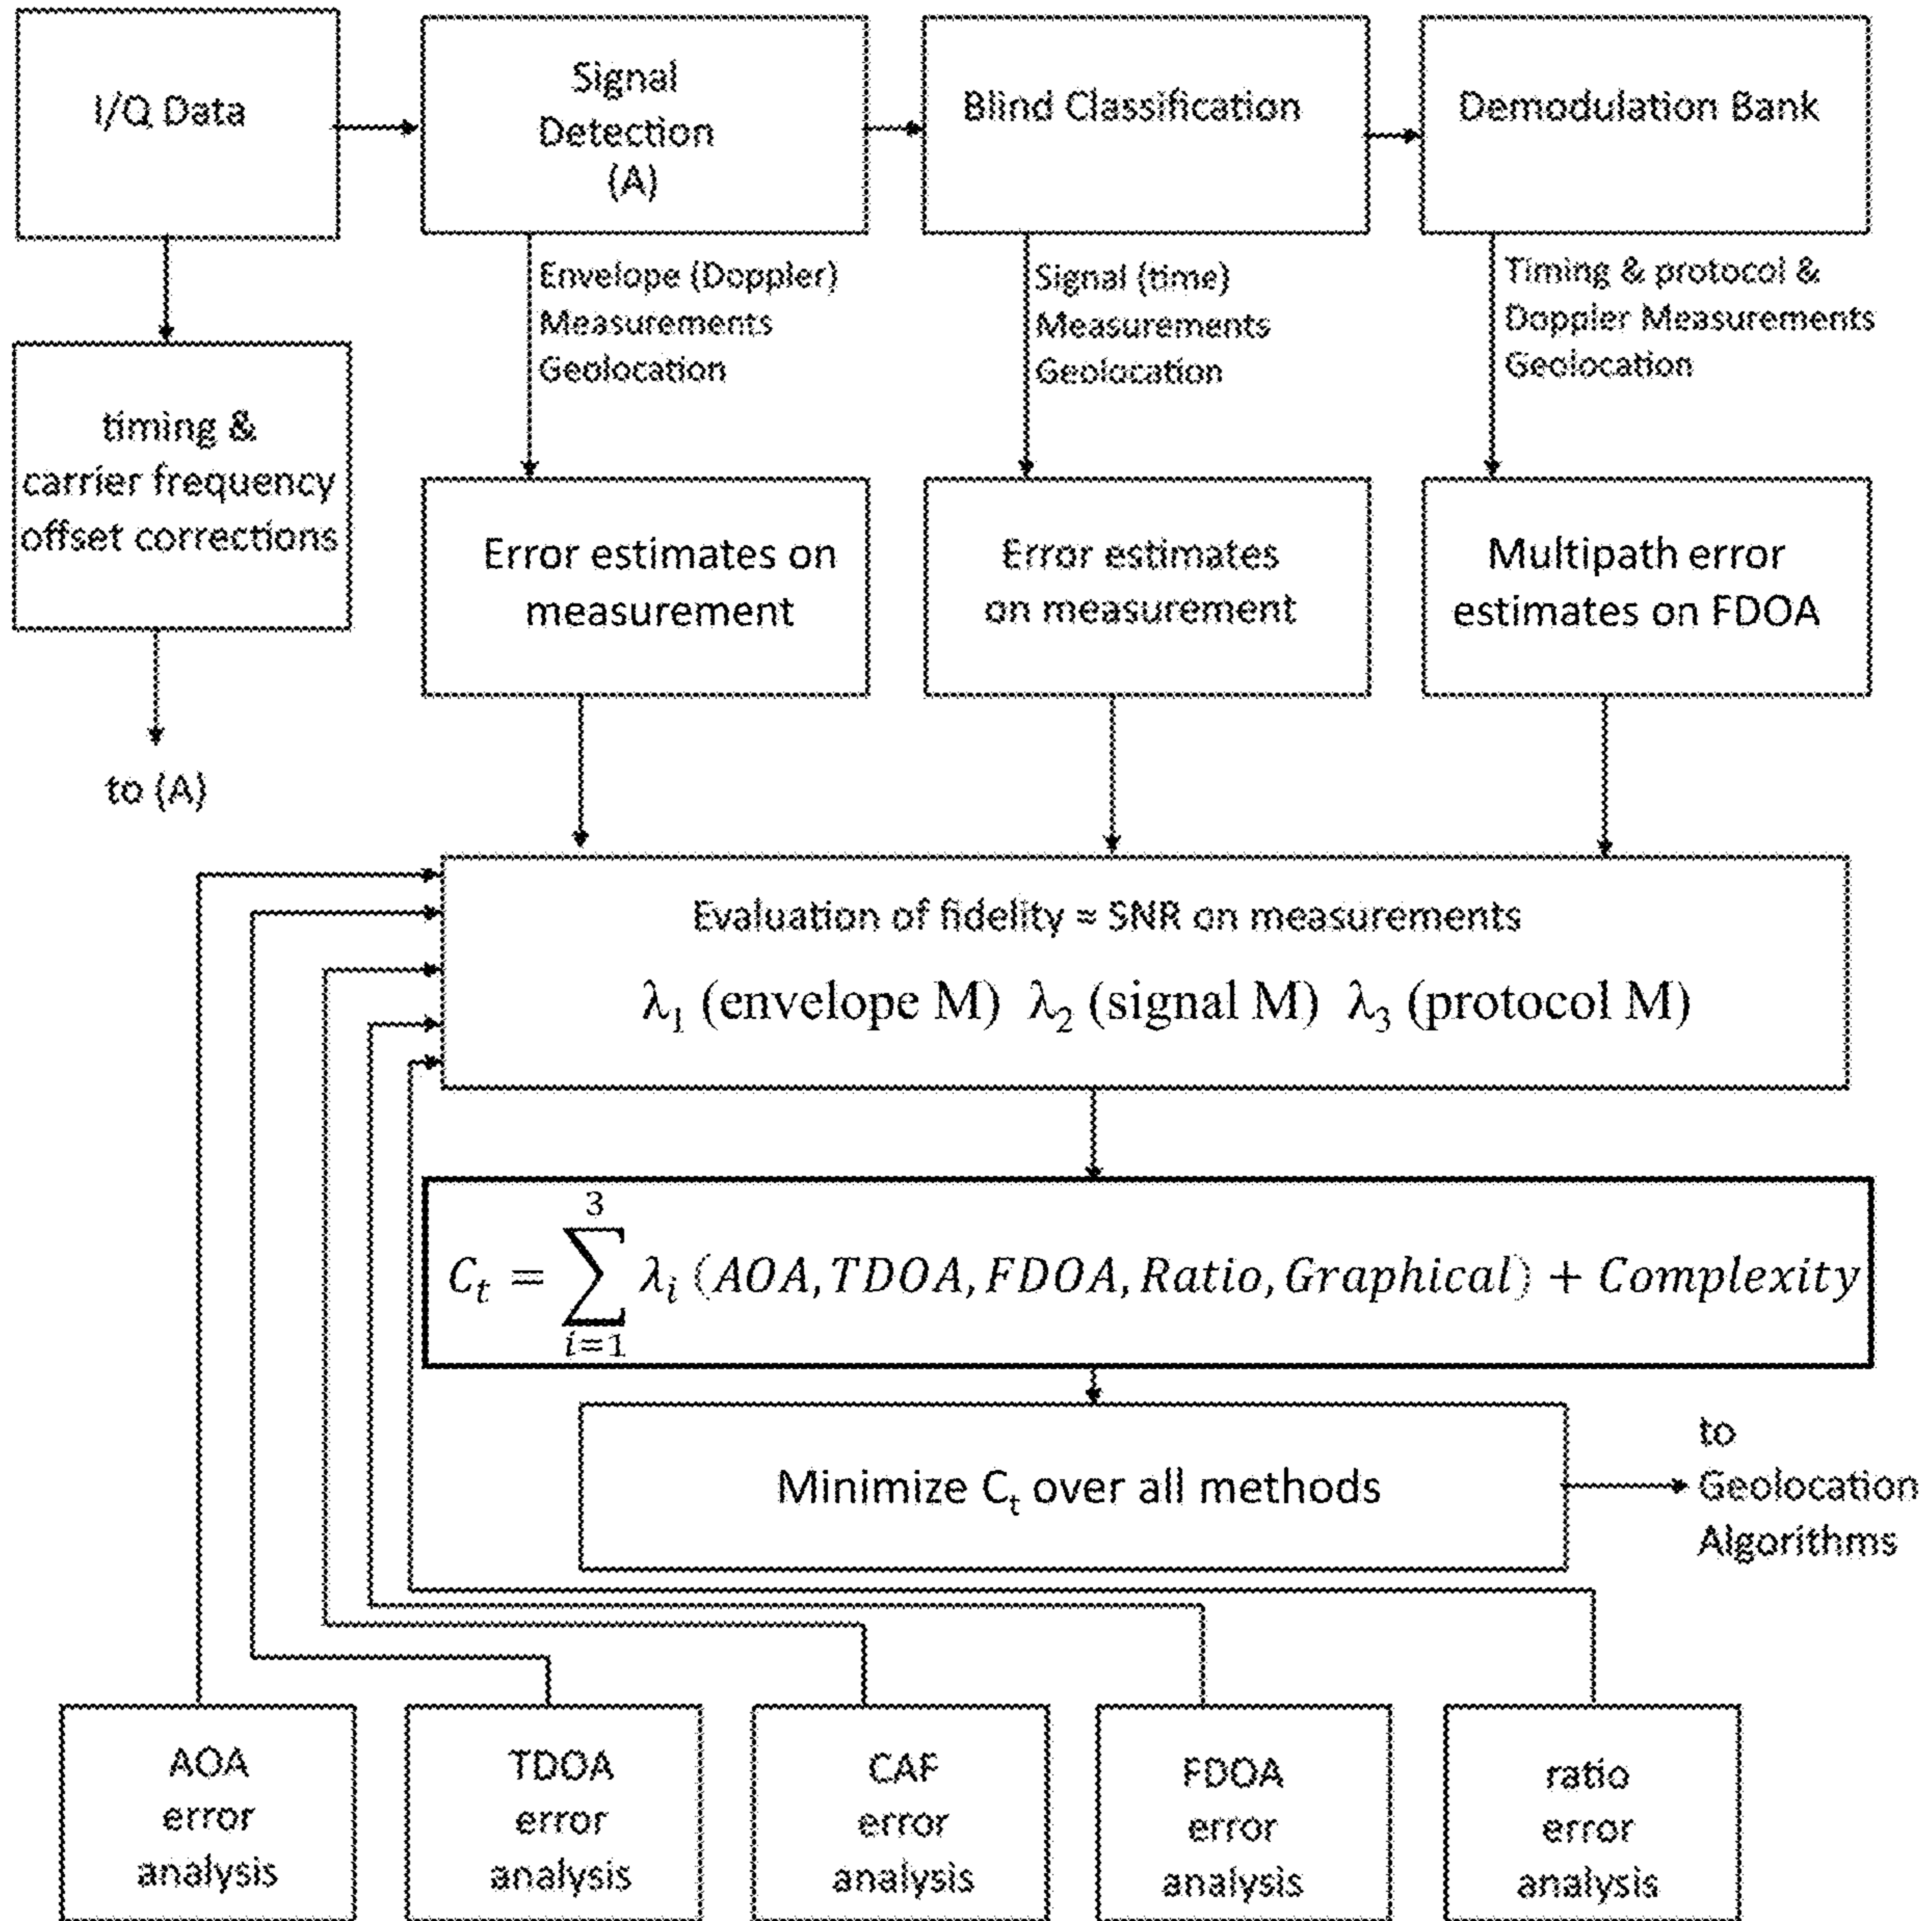 I/Q Data
Signal
Detection
(A)
Blind Classification
Demodulation Bank
Envelope (Doppler)
Measurements
Geolocation
Signal (time)
Measurements
Geolocation
Timing & protocol &
Doppler Measurements
Geolocation
timing &
carrier frequency
offset corrections
to (A)
Error estimates on
measurement
Error estimates
on measurement
Multipath error
estimates on FDOA
Evaluation of fidelity ≈ SNR on measurements
λ₁ (envelope M) λ₂ (signal M) λ₃ (protocol M)
C_t = ∑_{i=1}^{3} λ_i (AOA, TDOA, FDOA, Ratio, Graphical) + Complexity
Minimize C_t over all methods
to
Geolocation
Algorithms
AOA
error
analysis
TDOA
error
analysis
CAF
error
analysis
FDOA
error
analysis
ratio
error
analysis